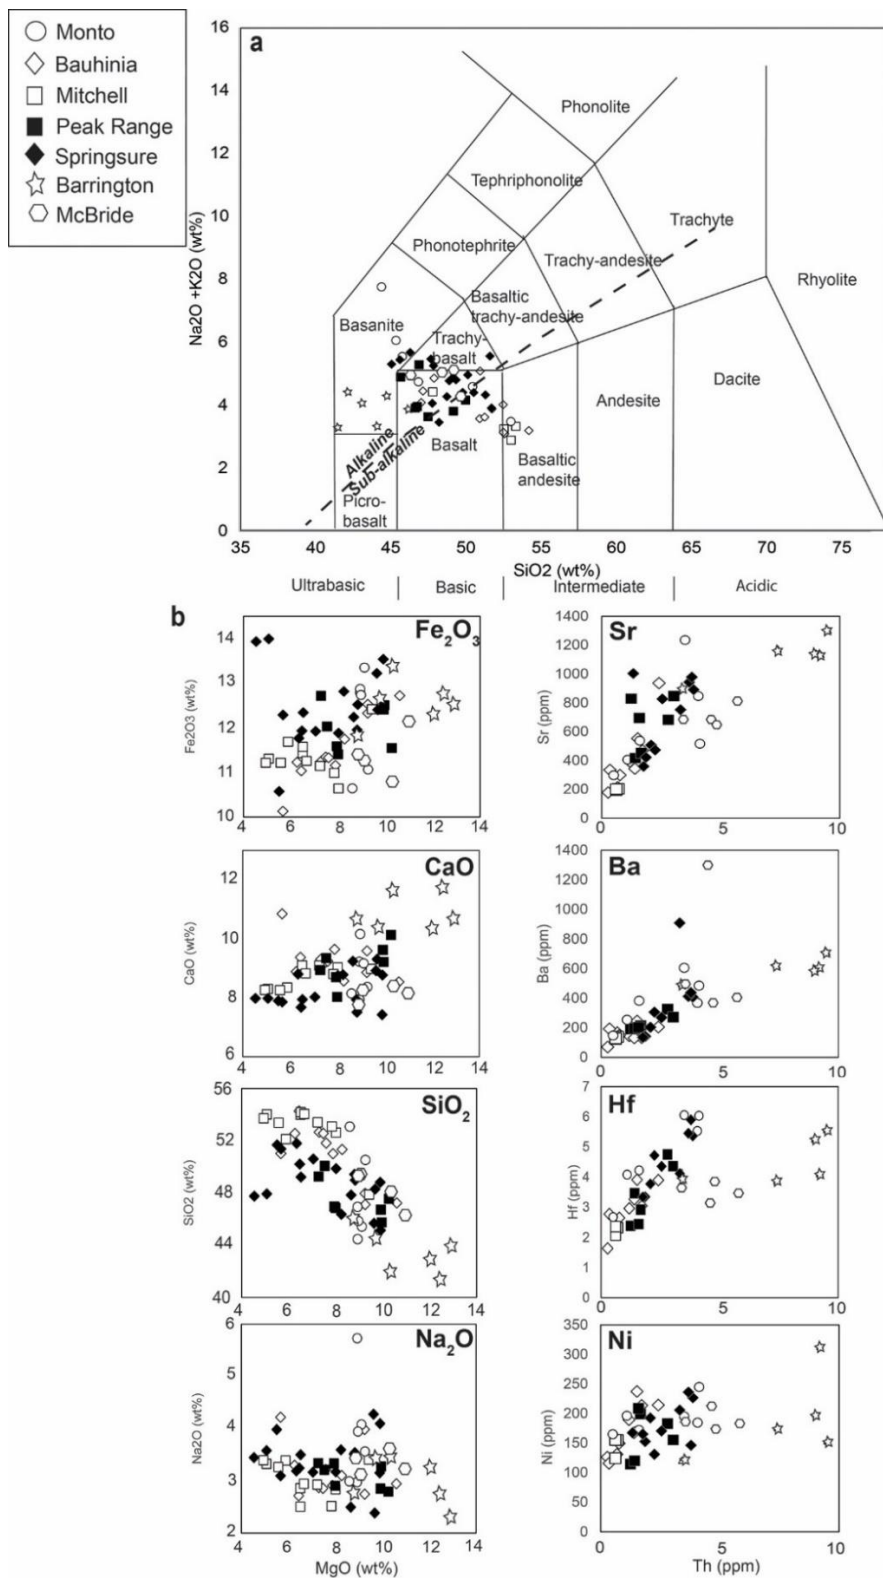 Monto
Bauhinia
Mitchell
Peak Range
Springsure
Barrington
McBride
a
16
14
12
10
8
6
4
2
0
Na2O +K2O (wt%)
Phonolite
Tephriphonolite
Trachyte
Phonotephrite
Trachy-andesite
Rhyolite
Basanite
Basaltic
trachy-andesite
Trachy-
basalt
Dacite
Andesite
Alkaline
Sub-alkaline
Basalt
Basaltic
andesite
Picro-
basalt
35 41 45 50 55 60 65 70 75
SiO2 (wt%)
Ultrabasic | Basic | Intermediate | Acidic
b
Fe2O3
14
13
12
11
10
Fe2O3 (wt%)
4 6 8 10 12 14
Sr
1400
1200
1000
800
600
400
200
0
Sr (ppm)
0 5 10
CaO
12
10
8
6
CaO (wt%)
4 6 8 10 12 14
Ba
1400
1200
1000
800
600
400
200
0
Ba (ppm)
0 5 10
SiO2
56
52
48
44
40
SiO2 (wt%)
4 6 8 10 12 14
Hf
7
6
5
4
3
2
1
0
Hf (ppm)
0 5 10
Na2O
6
5
4
3
2
Na2O (wt%)
4 6 8 10 12 14
MgO (wt%)
Ni
350
300
250
200
150
100
50
0
Ni (ppm)
0 5 10
Th (ppm)